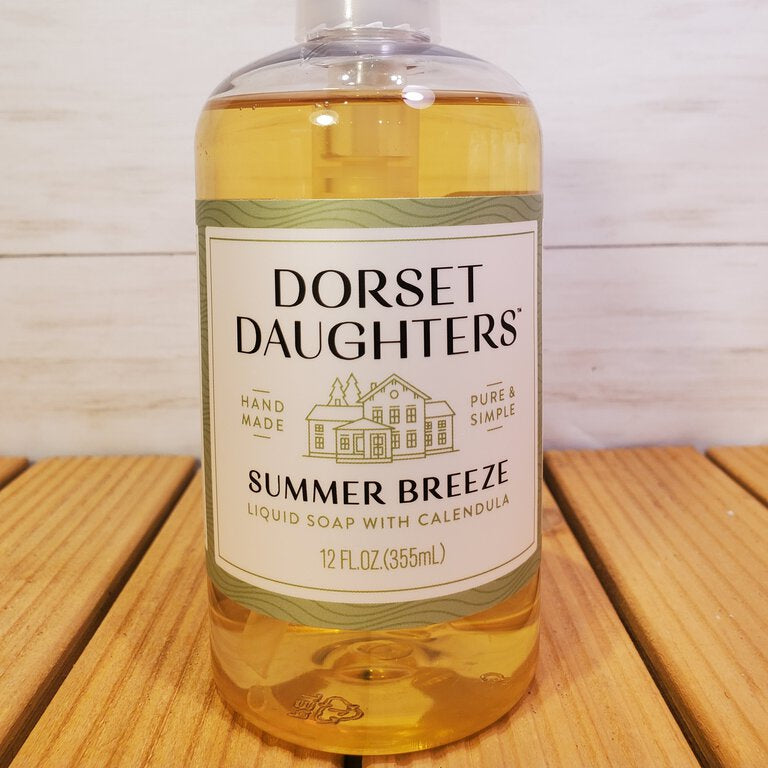 DORSET
DAUGHTERS™
HAND
MADE
PURE &
SIMPLE
SUMMER BREEZE
LIQUID SOAP WITH CALENDULA
12 FL.OZ.(355mL)